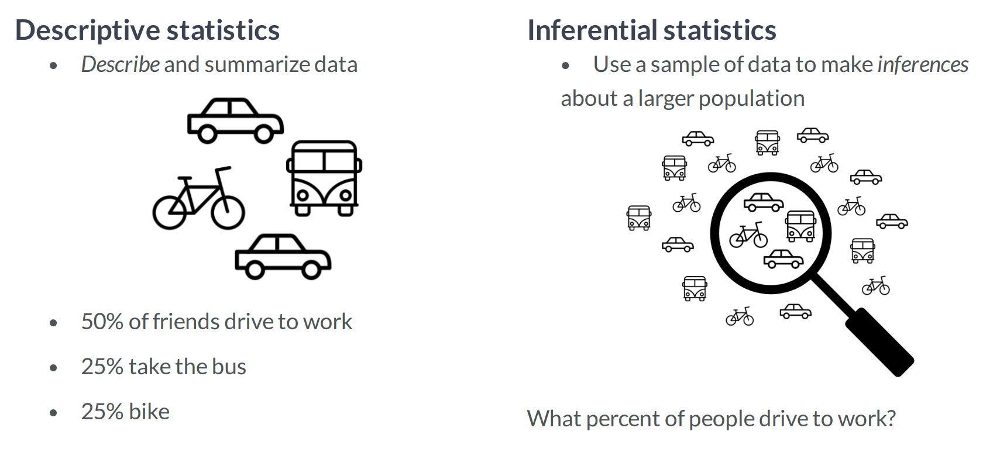 Descriptive statistics
• Describe and summarize data
• 50% of friends drive to work
• 25% take the bus
• 25% bike
Inferential statistics
• Use a sample of data to make inferences
about a larger population
What percent of people drive to work?